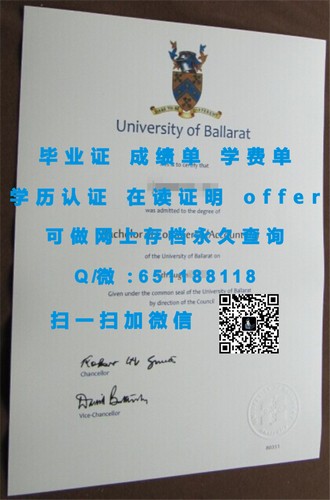 University of Ballarat
to certify that
毕业证 成绩单 学费单
学历认证 在读证明 offer
was admitted to the degree of
可做网上存档永久查询
of the University of Ballarat on
Q/微 :651188118
Given under the common seal of the University of Ballarat
by direction of the Council
扫一扫加微信
Chancellor
Vice-Chancellor